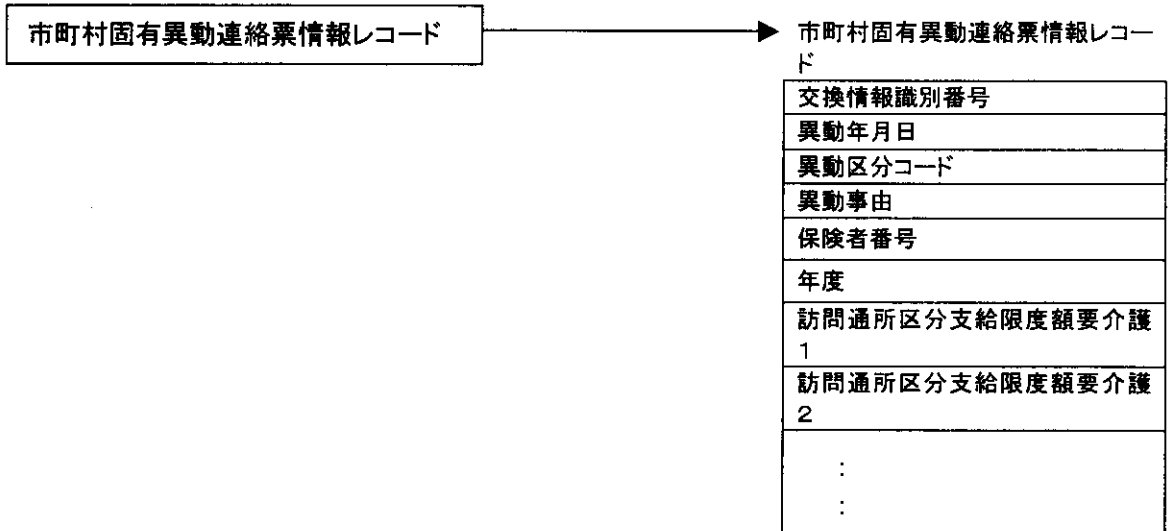 市町村固有異動連絡票情報レコード
市町村固有異動連絡票情報レコー
ド
交換情報識別番号
異動年月日
異動区分コード
異動事由
保険者番号
年度
訪問通所区分支給限度額要介護
1
訪問通所区分支給限度額要介護
2
:
: